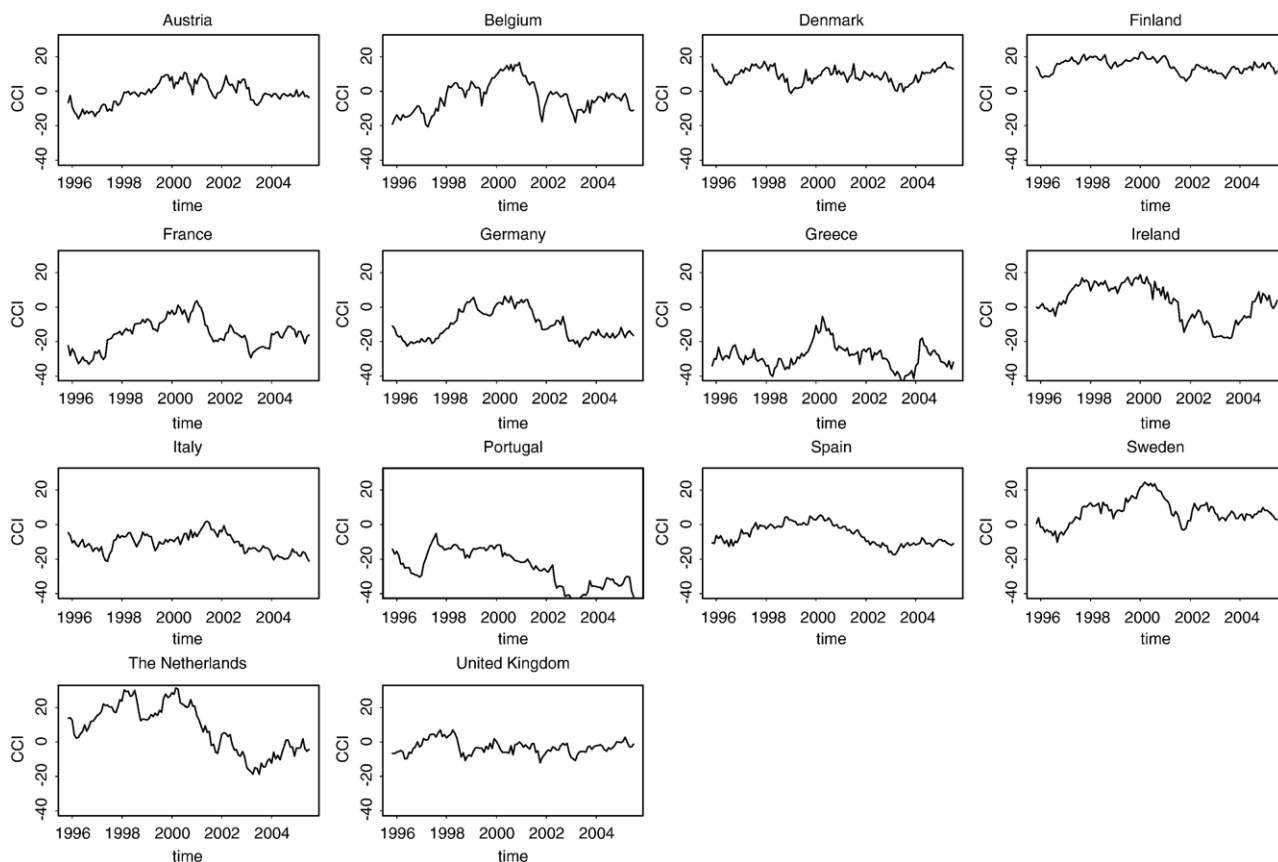 Austria Belgium Denmark Finland
CCI 20 0 -20 -40 CCI 20 0 -20 -40 CCI 20 0 -20 -40 CCI 20 0 -20 -40
1996 1998 2000 2002 2004 1996 1998 2000 2002 2004 1996 1998 2000 2002 2004 1996 1998 2000 2002 2004
time time time time
France Germany Greece Ireland
CCI 20 0 -20 -40 CCI 20 0 -20 -40 CCI 20 0 -20 -40 CCI 20 0 -20 -40
1996 1998 2000 2002 2004 1996 1998 2000 2002 2004 1996 1998 2000 2002 2004 1996 1998 2000 2002 2004
time time time time
Italy Portugal Spain Sweden
CCI 20 0 -20 -40 CCI 20 0 -20 -40 CCI 20 0 -20 -40 CCI 20 0 -20 -40
1996 1998 2000 2002 2004 1996 1998 2000 2002 2004 1996 1998 2000 2002 2004 1996 1998 2000 2002 2004
time time time time
The Netherlands United Kingdom
CCI 20 0 -20 -40 CCI 20 0 -20 -40
1996 1998 2000 2002 2004 1996 1998 2000 2002 2004
time time